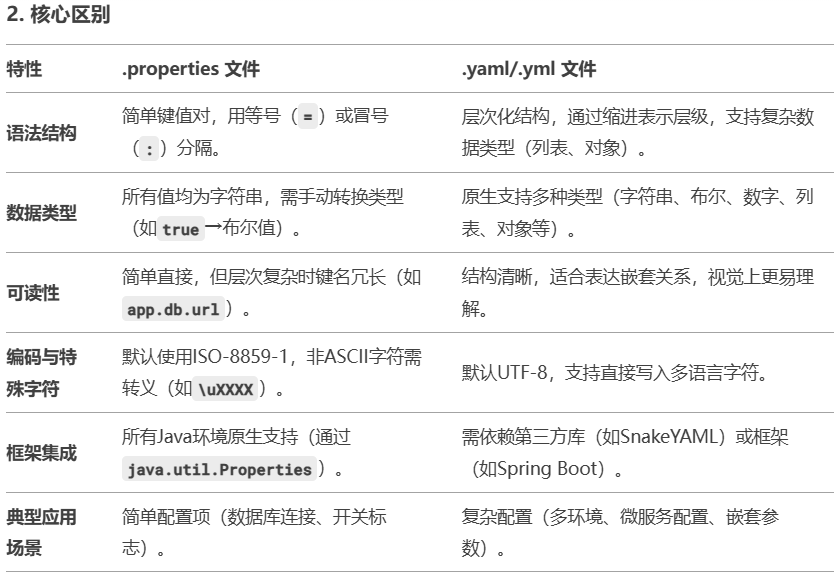 2. 核心区别
特性 .properties 文件 .yaml/.yml 文件
语法结构
简单键值对，用等号（=）或冒号
（:）分隔。
层次化结构，通过缩进表示层级，支持复杂数
据类型（列表、对象）。
数据类型
所有值均为字符串，需手动转换类型
（如true→布尔值）。
原生支持多种类型（字符串、布尔、数字、列
表、对象等）。
可读性
简单直接，但层次复杂时键名冗长（如
app.db.url）。
结构清晰，适合表达嵌套关系，视觉上更易理
解。
编码与特
殊字符
默认使用ISO-8859-1，非ASCII字符需
转义（如\uXXXX）。
默认UTF-8，支持直接写入多语言字符。
框架集成
所有Java环境原生支持（通过
java.util.Properties）。
需依赖第三方库（如SnakeYAML）或框架
（如Spring Boot）。
典型应用
场景
简单配置项（数据库连接、开关标
志）。
复杂配置（多环境、微服务配置、嵌套参
数）。